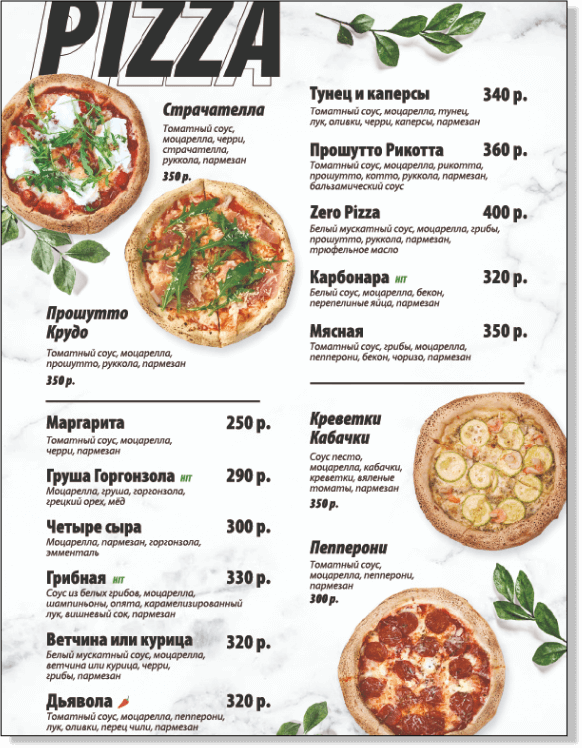 PIZZA
Страчателла
Томатный соус,
моцарелла, черри,
страчателла,
руккола, пармезан
350 р.
Прошутто
Крудо
Томатный соус, моцарелла,
прошутто, руккола, пармезан
350 р.
Маргарита 250 р.
Томатный соус, моцарелла,
черри, пармезан
Груша Горгонзола HIT 290 р.
Моцарелла, груша, горгонзола,
грецкий орех, мёд
Четыре сыра 300 р.
Моцарелла, пармезан, горгонзола,
эмменталь
Грибная HIT 330 р.
Соус из белых грибов, моцарелла,
шампиньоны, опята, карамелизированный
лук, вишневый сок, пармезан
Ветчина или курица 320 р.
Белый мускатный соус, моцарелла,
ветчина или курица, черри,
грибы, пармезан
Дьявола 320 р.
Томатный соус, моцарелла, пепперони,
лук, оливки, перец чили, пармезан
Тунец и каперсы 340 р.
Томатный соус, моцарелла, тунец,
лук, оливки, черри, каперсы, пармезан
Прошутто Рикотта 360 р.
Томатный соус, моцарелла, рикотта,
прошутто, котто, руккола, пармезан,
бальзамический соус
Zero Pizza 400 р.
Белый мускатный соус, моцарелла, грибы,
прошутто, руккола, пармезан,
трюфельное масло
Карбонара HIT 320 р.
Белый соус, моцарелла, бекон,
перепелиные яйца, пармезан
Мясная 350 р.
Томатный соус, грибы, моцарелла,
пепперони, бекон, чоризо, пармезан
Креветки
Кабачки
Соус песто,
моцарелла, кабачки,
креветки, вяленые
томаты, пармезан
350 р.
Пепперони
Томатный соус,
моцарелла, пепперони,
пармезан
300 р.